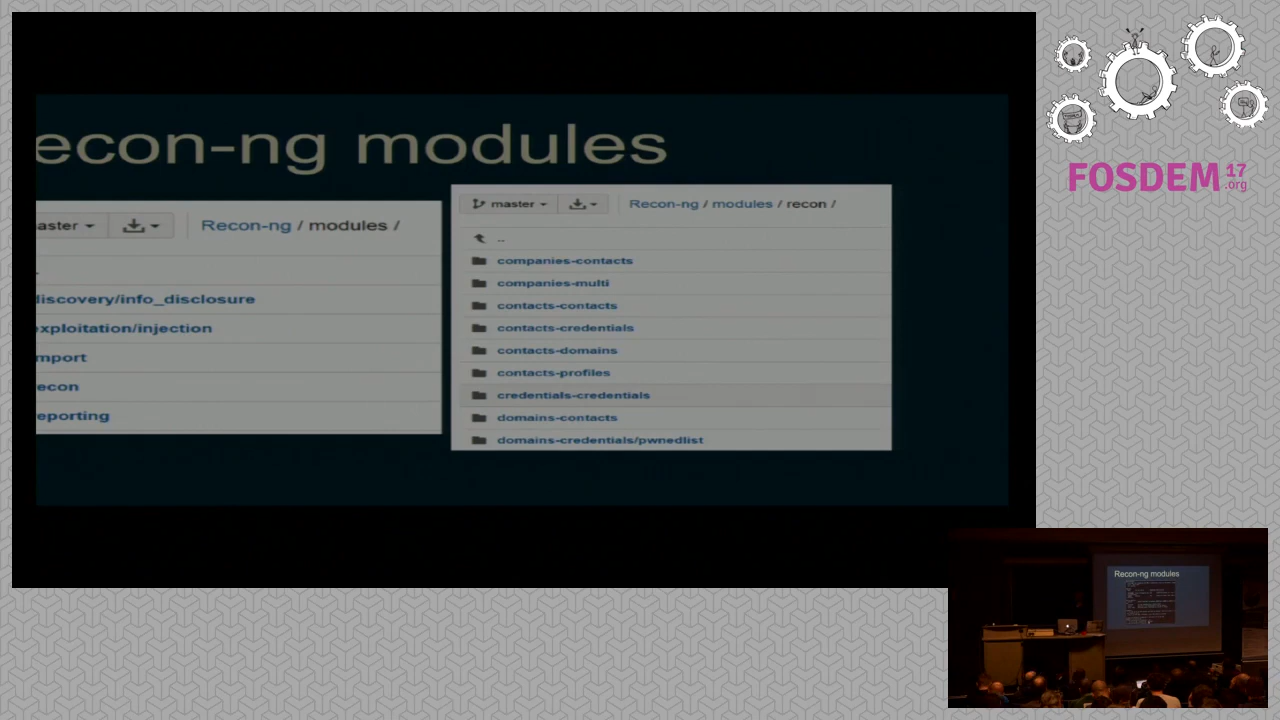 econ-ng modules
aster
Recon-ng / modules /
discovery/info_disclosure
exploitation/injection
mport
econ
eporting
master
Recon-ng / modules / recon /
..
companies-contacts
companies-multi
contacts-contacts
contacts-credentials
contacts-domains
contacts-profiles
credentials-credentials
domains-contacts
domains-credentials/pwnedlist
FOSDEM 17
.org
Recon-ng modules